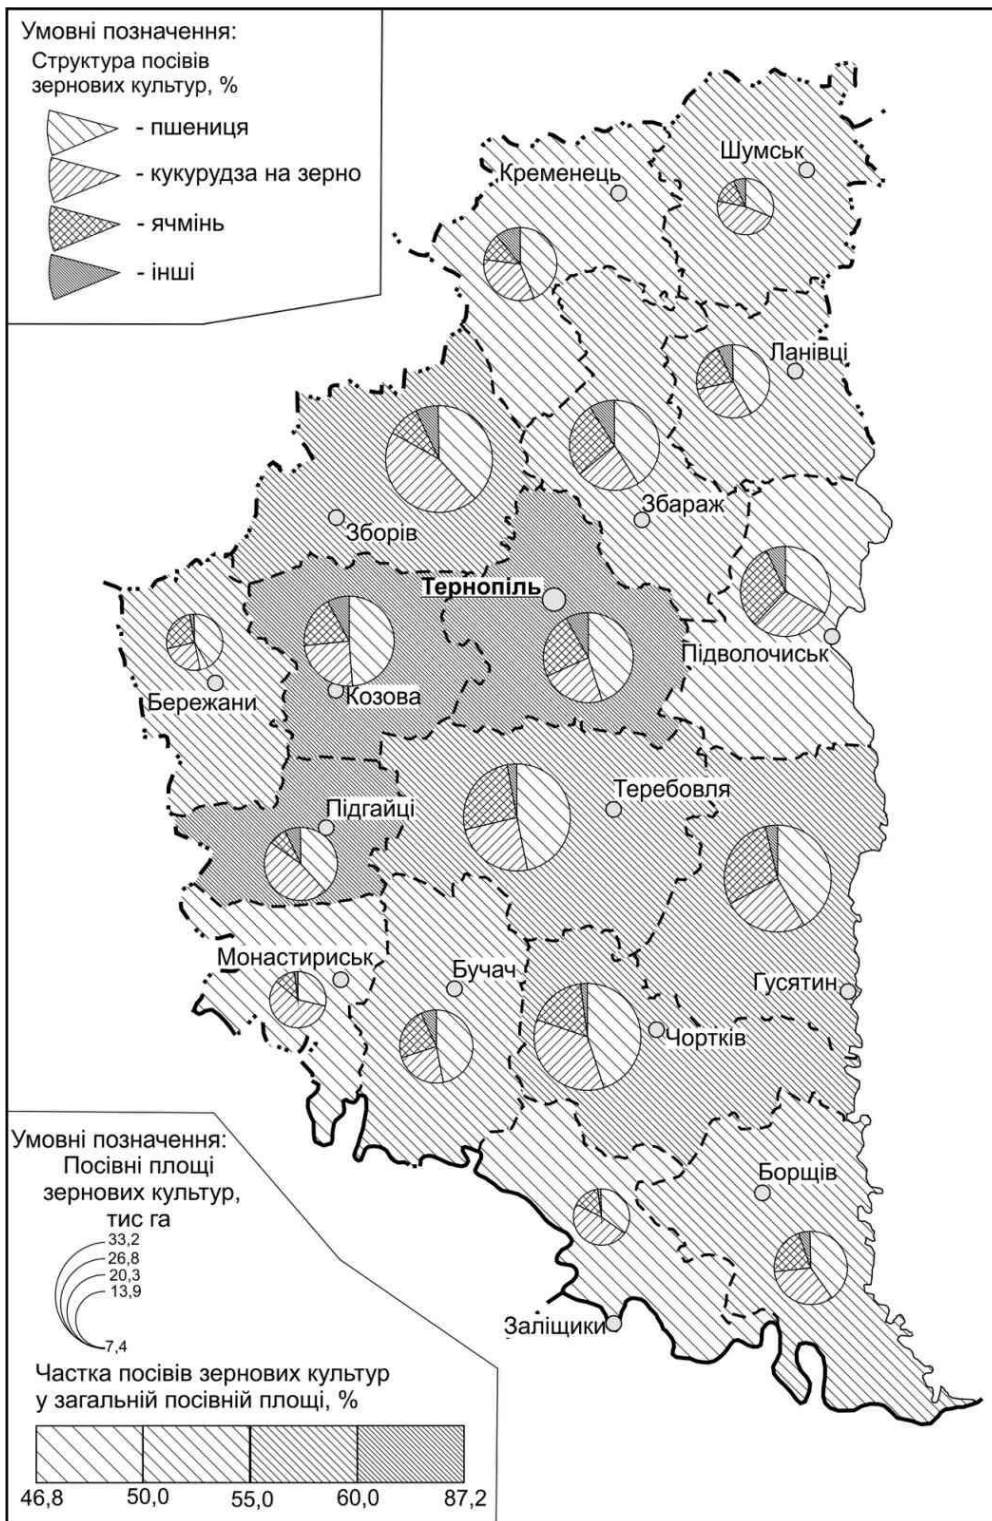 Умовні позначення:
Структура посівів
зернових культур, %
- пшениця
- кукурудза на зерно
- ячмінь
- інші
Шумськ
Кременець
Ланівці
Збараж
Зборів
Тернопіль
Підволочиськ
Козова
Бережани
Теребовля
Підгайці
Монастириськ
Бучач
Гусятин
Чортків
Борщів
Заліщики
Умовні позначення:
Посівні площі
зернових культур,
тис га
33,2
26,8
20,3
13,9
7,4
Частка посівів зернових культур
у загальній посівній площі, %
46,8 50,0 55,0 60,0 87,2